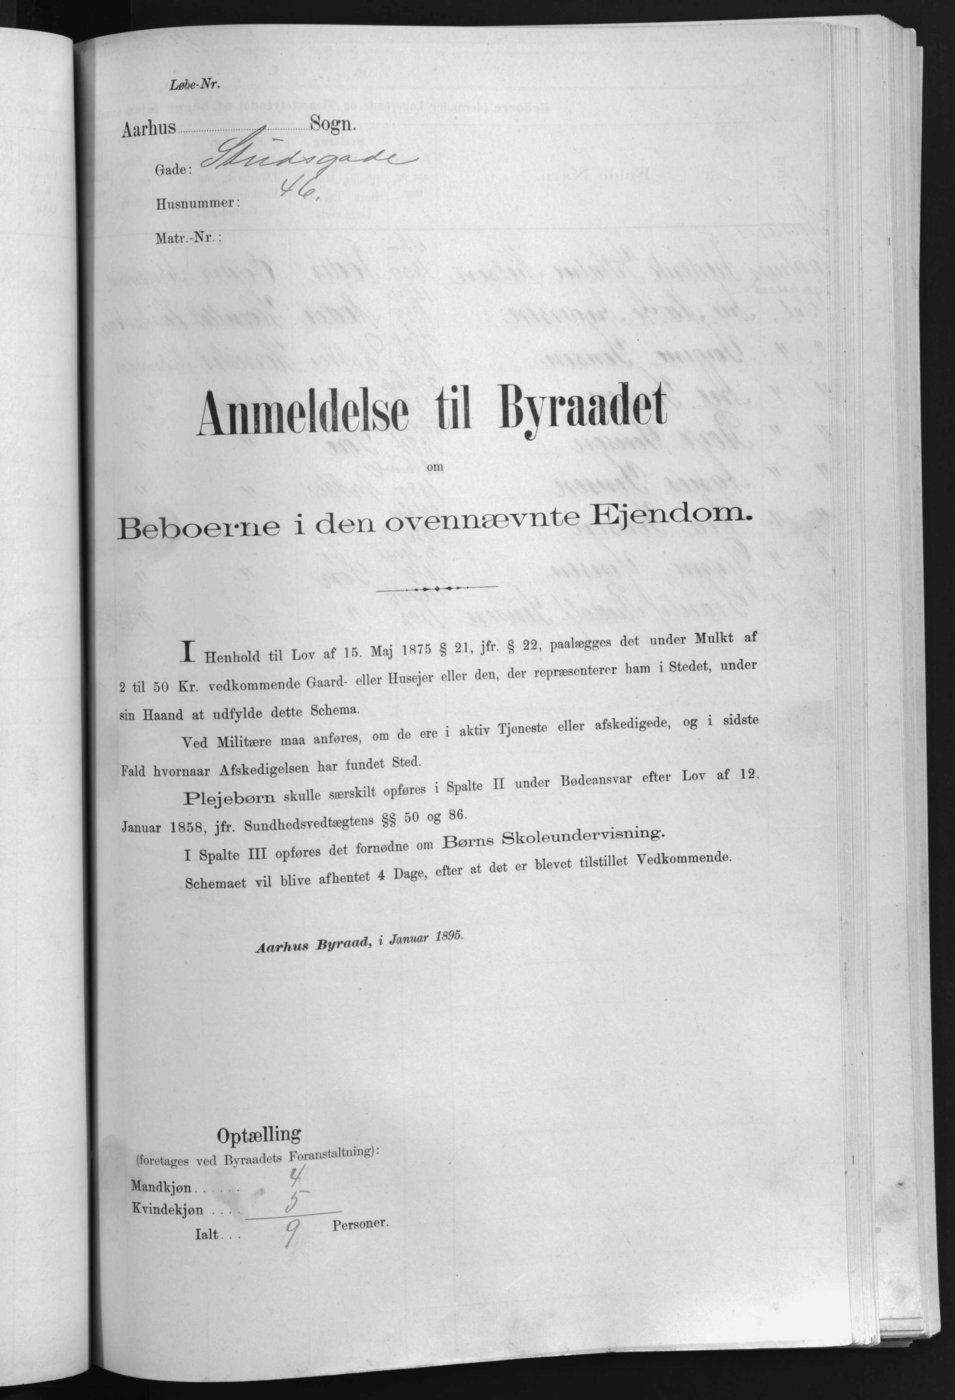 Løbe-Nr.
Aarhus Sogn.
Gade: Studsgade
Husnummer: 46.
Matr.-Nr.:
Anmeldelse til Byraadet
om
Beboerne i den ovennævnte Ejendom.
I Henhold til Lov af 15. Maj 1875 § 21, jfr. § 22, paalægges det under Mulkt af
2 til 50 Kr. vedkommende Gaard- eller Husejer eller den, der repræsenterer ham i Stedet, under
sin Haand at udfylde dette Schema.
Ved Militære maa anføres, om de ere i aktiv Tjeneste eller afskedigede, og i sidste
Fald hvornaar Afskedigelsen har fundet Sted.
Plejebørn skulle særskilt opføres i Spalte II under Bødeansvar efter Lov af 12.
Januar 1858, jfr. Sundhedsvedtægtens §§ 50 og 86.
I Spalte III opføres det fornødne om Børns Skoleundervisning.
Schemaet vil blive afhentet 4 Dage, efter at det er blevet tilstillet Vedkommende.
Aarhus Byraad, i Januar 1895.
Optælling
(foretages ved Byraadets Foranstaltning):
Mandkjøn..... 4
Kvindekjøn .... 5
Ialt... 9 Personer.